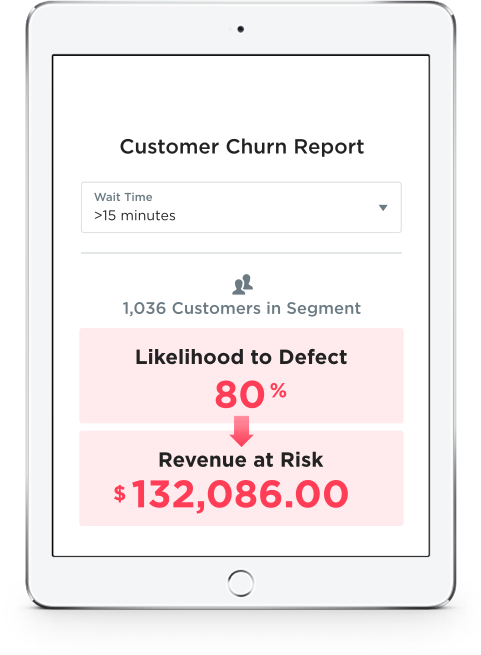 Customer Churn Report
Wait Time
>15 minutes
1,036 Customers in Segment
Likelihood to Defect
80 %
Revenue at Risk
$ 132,086.00